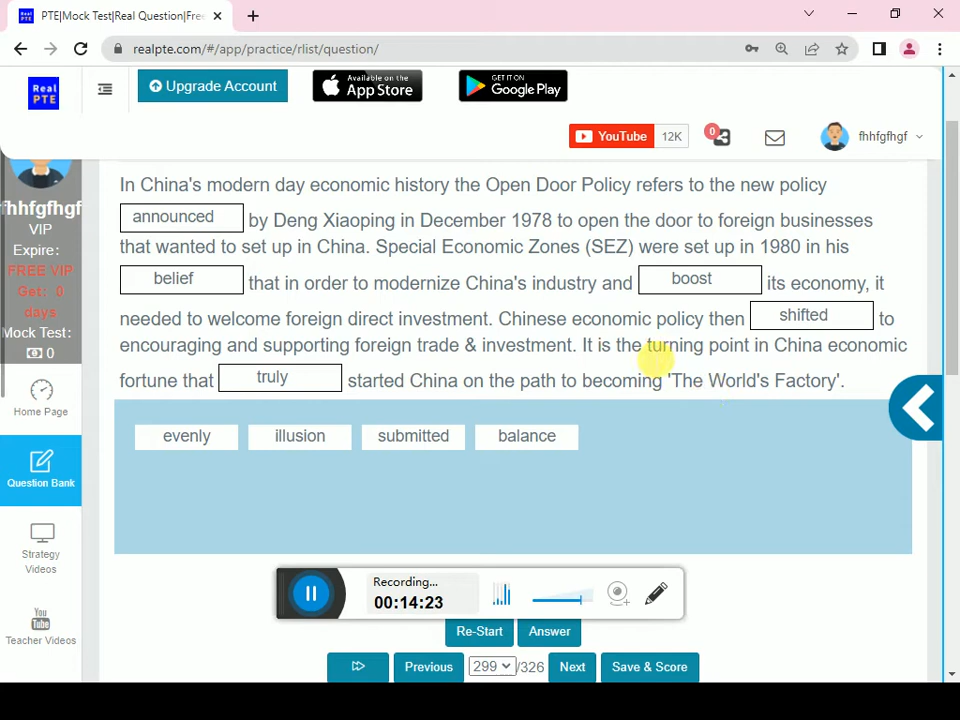 PTE|Mock Test|Real Question|Fre
realpte.com/#/app/practice/rlist/question/
Real PTE
Upgrade Account
Available on the App Store
GET IT ON Google Play
YouTube 12K
0
fhhfgfhgf
fhhfgfhgf
VIP
Expire:
FREE VIP
Get: 0
days
Mock Test:
0
Home Page
Question Bank
Strategy
Videos
You Tube
Teacher Videos
In China's modern day economic history the Open Door Policy refers to the new policy
announced by Deng Xiaoping in December 1978 to open the door to foreign businesses
that wanted to set up in China. Special Economic Zones (SEZ) were set up in 1980 in his
belief that in order to modernize China's industry and boost its economy, it
needed to welcome foreign direct investment. Chinese economic policy then shifted to
encouraging and supporting foreign trade & investment. It is the turning point in China economic
fortune that truly started China on the path to becoming 'The World's Factory'.
evenly illusion submitted balance
Recording...
00:14:23
Re-Start Answer
Previous 299 /326 Next Save & Score